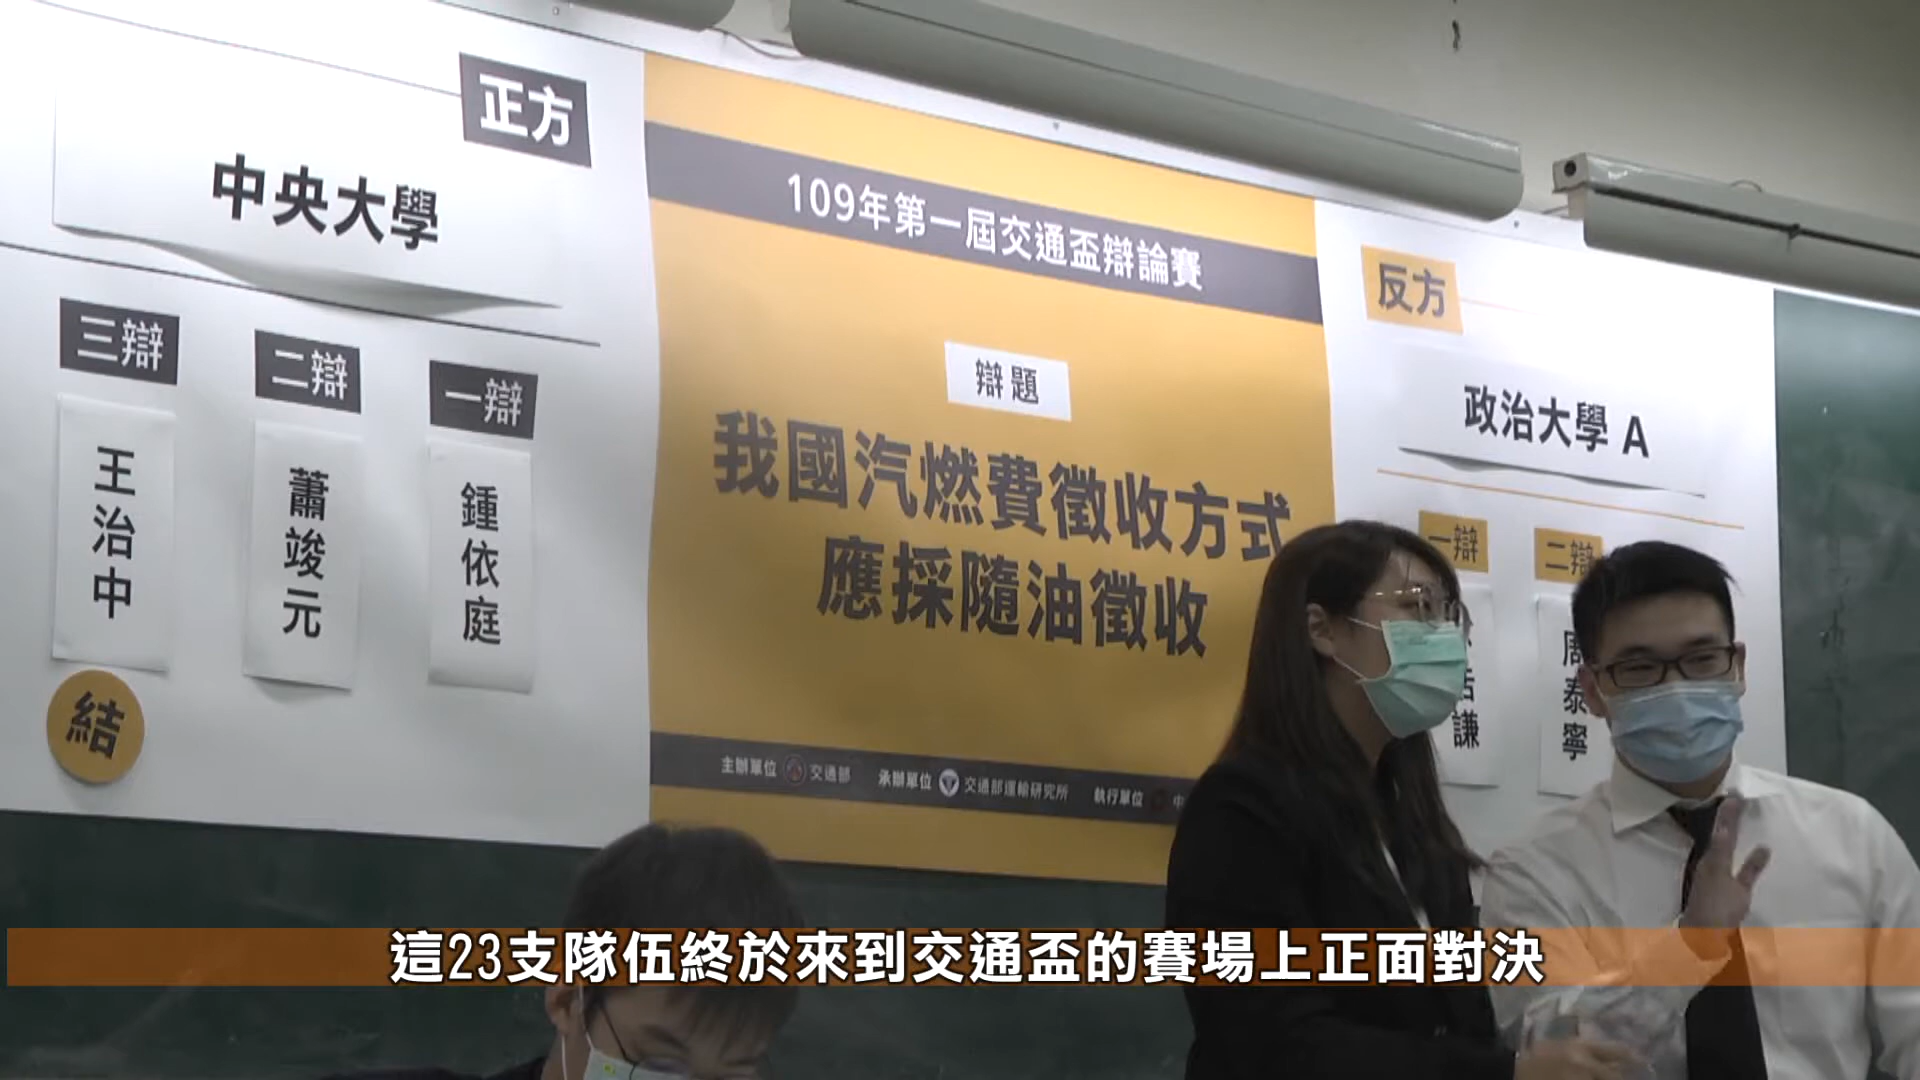 正方
中央大學
三辯
二辯
一辯
王治中
蕭竣元
鍾依庭
結
109年第一屆交通盃辯論賽
辯題
我國汽燃費徵收方式
應採隨油徵收
主辦單位 交通部 承辦單位 交通部運輸研究所 執行單位
反方
政治大學 A
一辯
二辯
謙
周泰寧
這23支隊伍終於來到交通盃的賽場上正面對決